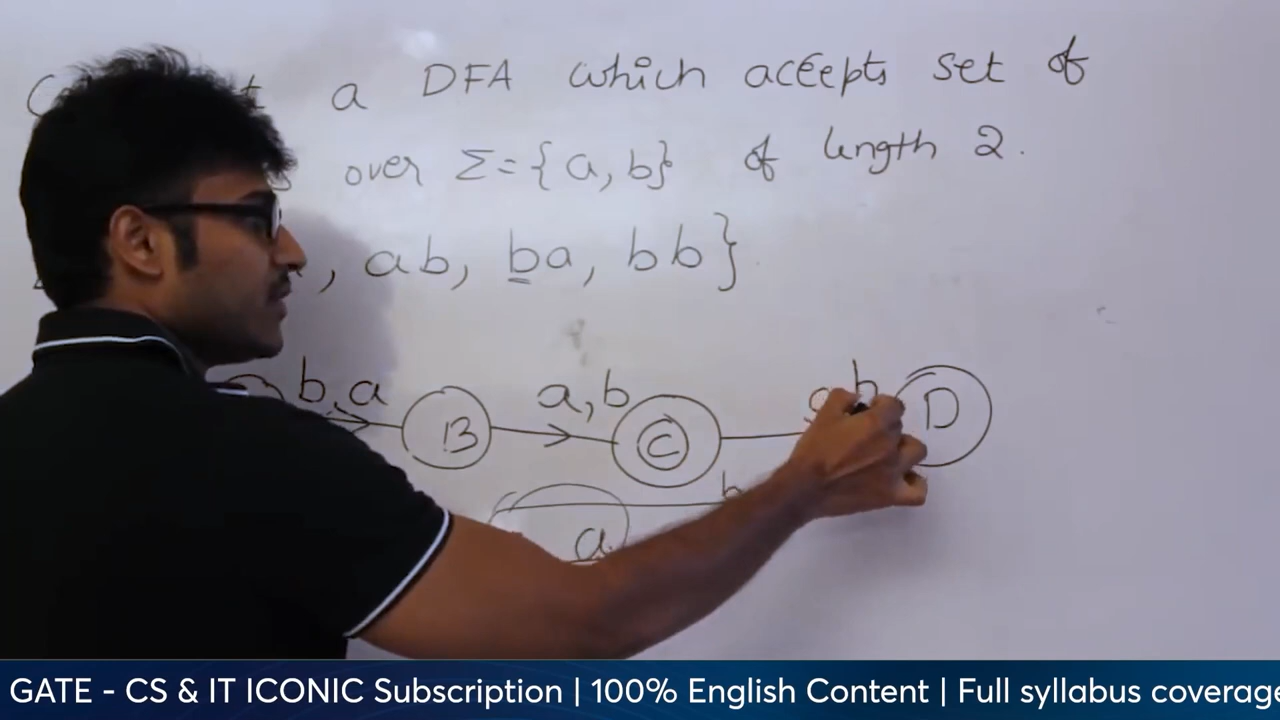 a DFA which accepts set of
over Σ={a,b} of length 2.
, ab, ba, bb}
b,a a,b b
B C D
b
a
GATE - CS & IT ICONIC Subscription | 100% English Content | Full syllabus coverage